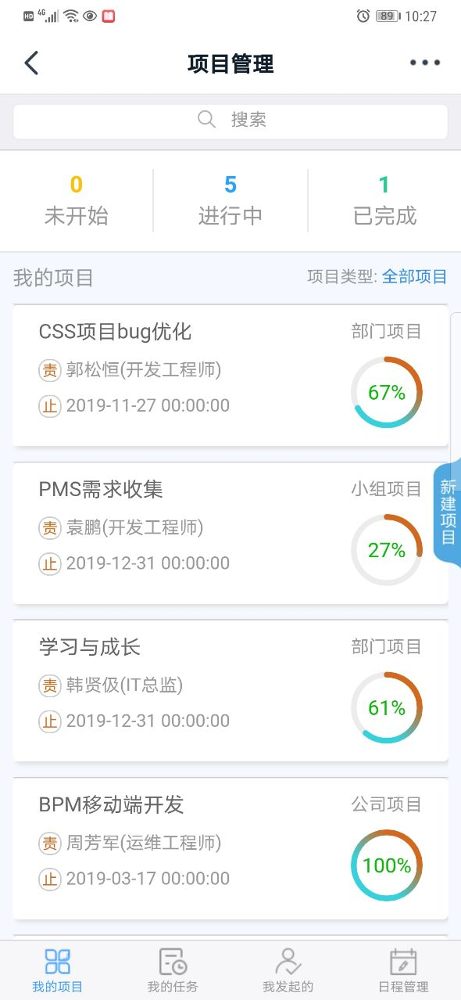 HD 4G 89 10:27
项目管理
搜索
0 5 1
未开始 进行中 已完成
我的项目 项目类型: 全部项目
CSS项目bug优化 部门项目
责 郭松恒(开发工程师)
67%
止 2019-11-27 00:00:00
PMS需求收集 小组项目
责 袁鹏(开发工程师)
27%
止 2019-12-31 00:00:00
新建项目
学习与成长 部门项目
责 韩贤伋(IT总监)
61%
止 2019-12-31 00:00:00
BPM移动端开发 公司项目
责 周芳军(运维工程师)
100%
止 2019-03-17 00:00:00
我的项目 我的任务 我发起的 日程管理